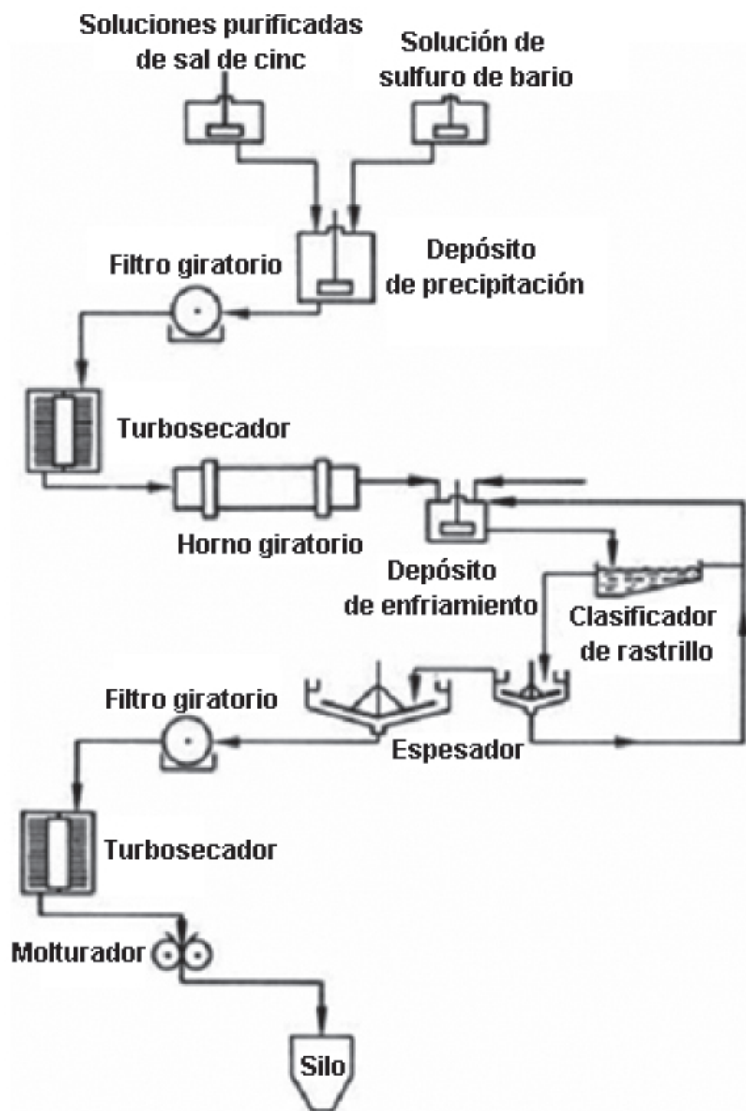 Soluciones purificadas
de sal de cinc
Solución de
sulfuro de bario
Filtro giratorio
Depósito
de precipitación
Turbosecador
Horno giratorio
Depósito
de enfriamiento
Clasificador
de rastrillo
Filtro giratorio
Espesador
Turbosecador
Molturador
Silo